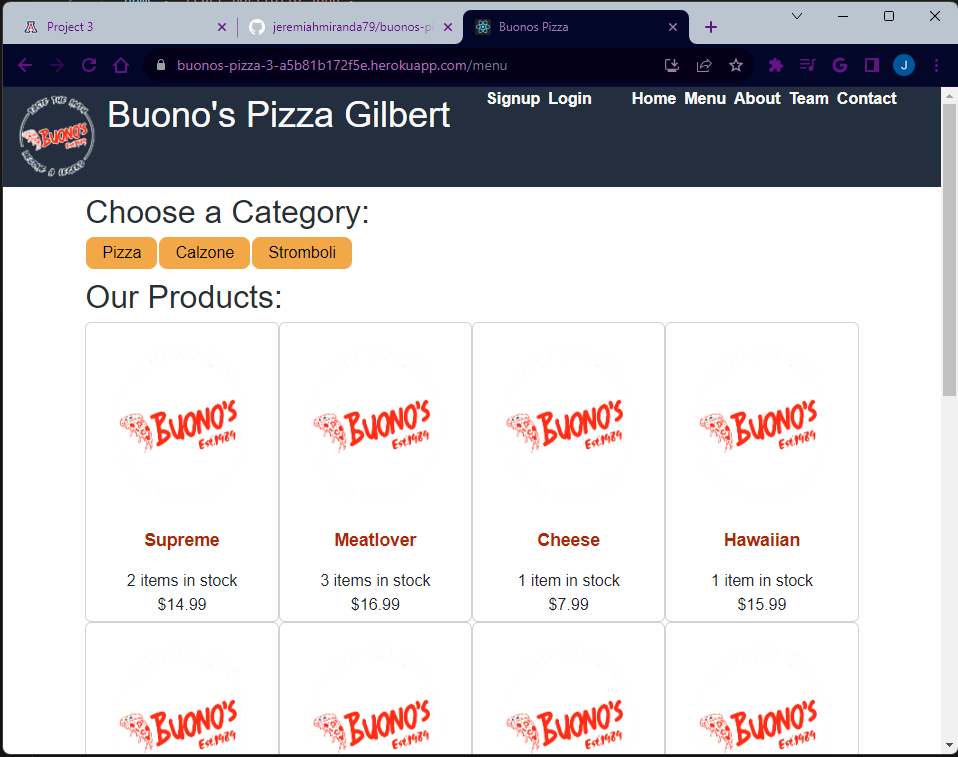 Project 3
jeremiahmiranda79/buonos-p
Buonos Pizza
buonos-pizza-3-a5b81b172f5e.herokuapp.com/menu
J
TASTE THE LOVE
BUONO'S
BECOME A LEGEND
Buono's Pizza Gilbert
Signup Login Home Menu About Team Contact
Choose a Category:
Pizza Calzone Stromboli
Our Products:
BUONO'S BUONO'S BUONO'S BUONO'S
Est.1984 Est.1984 Est.1984 Est.1984
Supreme Meatlover Cheese Hawaiian
2 items in stock 3 items in stock 1 item in stock 1 item in stock
$14.99 $16.99 $7.99 $15.99
BUONO'S BUONO'S BUONO'S BUONO'S
Est.1984 Est.1984 Est.1984 Est.1984